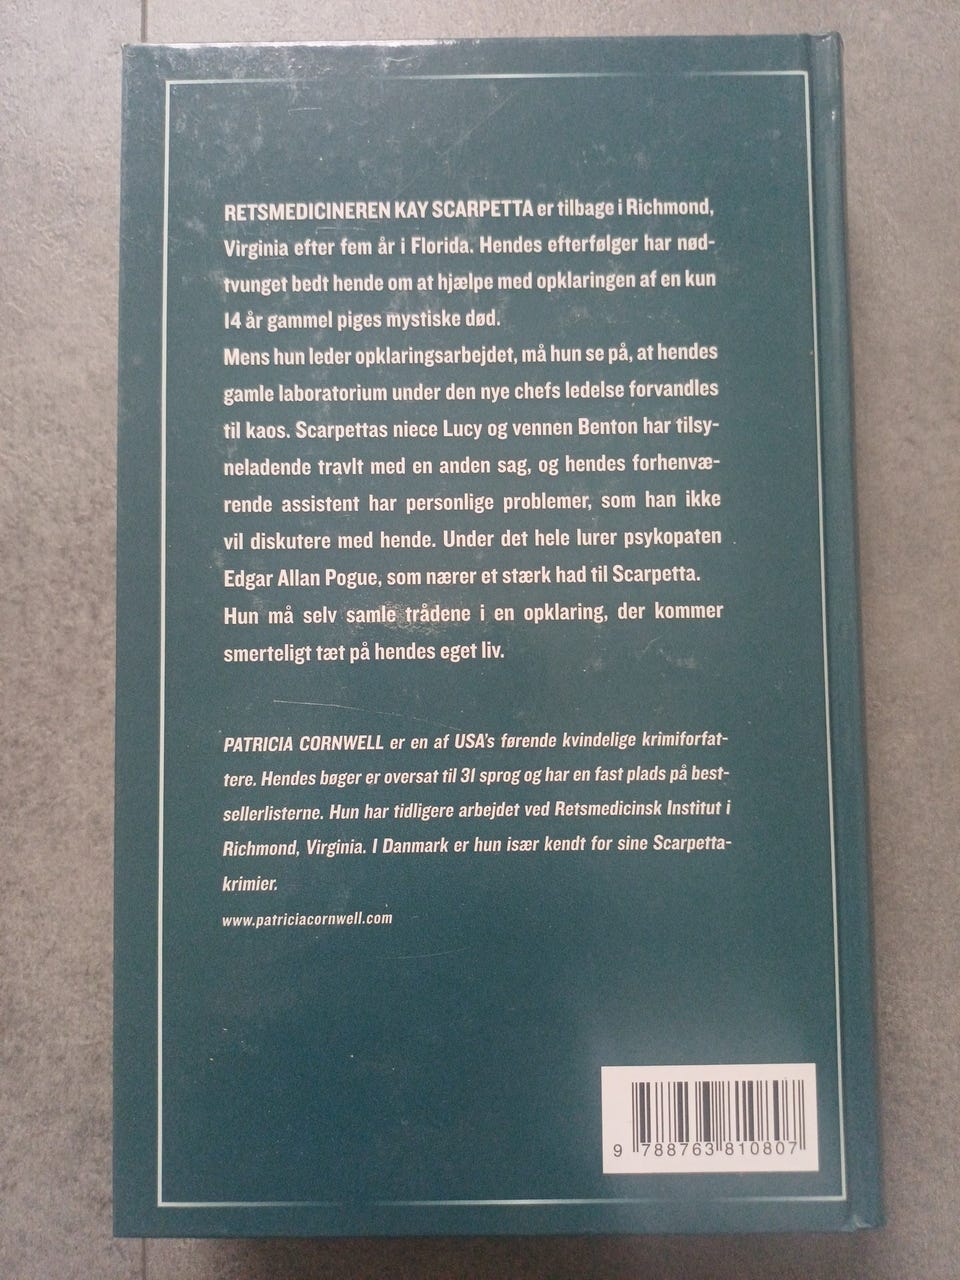 RETSMEDICINEREN KAY SCARPETTA er tilbage i Richmond,
Virginia efter fem år i Florida. Hendes efterfølger har nød-
tvunget bedt hende om at hjælpe med opklaringen af en kun
14 år gammel piges mystiske død.
Mens hun leder opklaringsarbejdet, må hun se på, at hendes
gamle laboratorium under den nye chefs ledelse forvandles
til kaos. Scarpettas niece Lucy og vennen Benton har tilsy-
neladende travlt med en anden sag, og hendes forhenvæ-
rende assistent har personlige problemer, som han ikke
vil diskutere med hende. Under det hele lurer psykopaten
Edgar Allan Pogue, som nærer et stærk had til Scarpetta.
Hun må selv samle trådene i en opklaring, der kommer
smerteligt tæt på hendes eget liv.
PATRICIA CORNWELL er en af USA's førende kvindelige krimiforfat-
tere. Hendes bøger er oversat til 31 sprog og har en fast plads på best-
sellerlisterne. Hun har tidligere arbejdet ved Retsmedicinsk Institut i
Richmond, Virginia. I Danmark er hun især kendt for sine Scarpetta-
krimier.
www.patriciacornwell.com
9 788763 810807